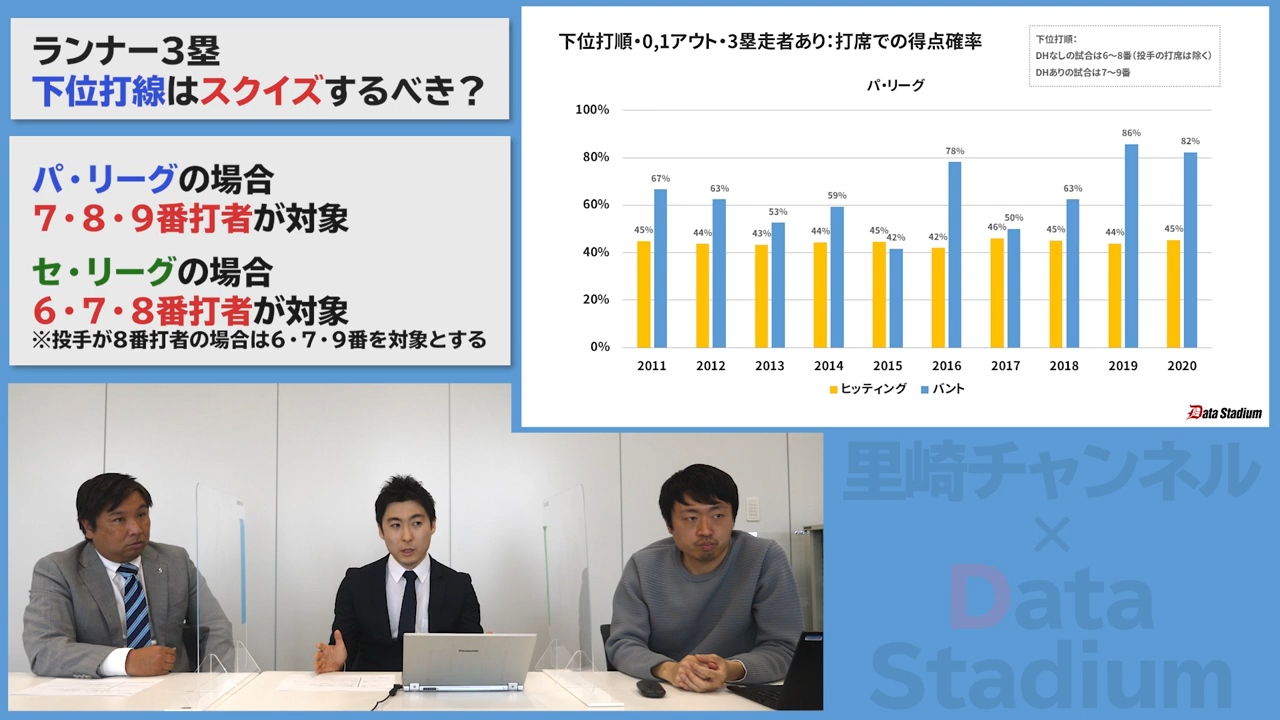 ランナー3塁
下位打線はスクイズするべき？
パ・リーグの場合
7・8・9番打者が対象
セ・リーグの場合
6・7・8番打者が対象
※投手が8番打者の場合は6・7・9番を対象とする
下位打順・0,1アウト・3塁走者あり：打席での得点確率
下位打順：
DHなしの試合は6～8番（投手の打席は除く）
DHありの試合は7～9番
パ・リーグ
100%
80%
60%
40%
20%
0%
45% 67%
44% 63%
43% 53%
44% 59%
45% 42%
42% 78%
46% 50%
45% 63%
44% 86%
45% 82%
2011 2012 2013 2014 2015 2016 2017 2018 2019 2020
ヒッティング バント
Data Stadium
里崎チャンネル
×
Data
Stadium
Panasonic